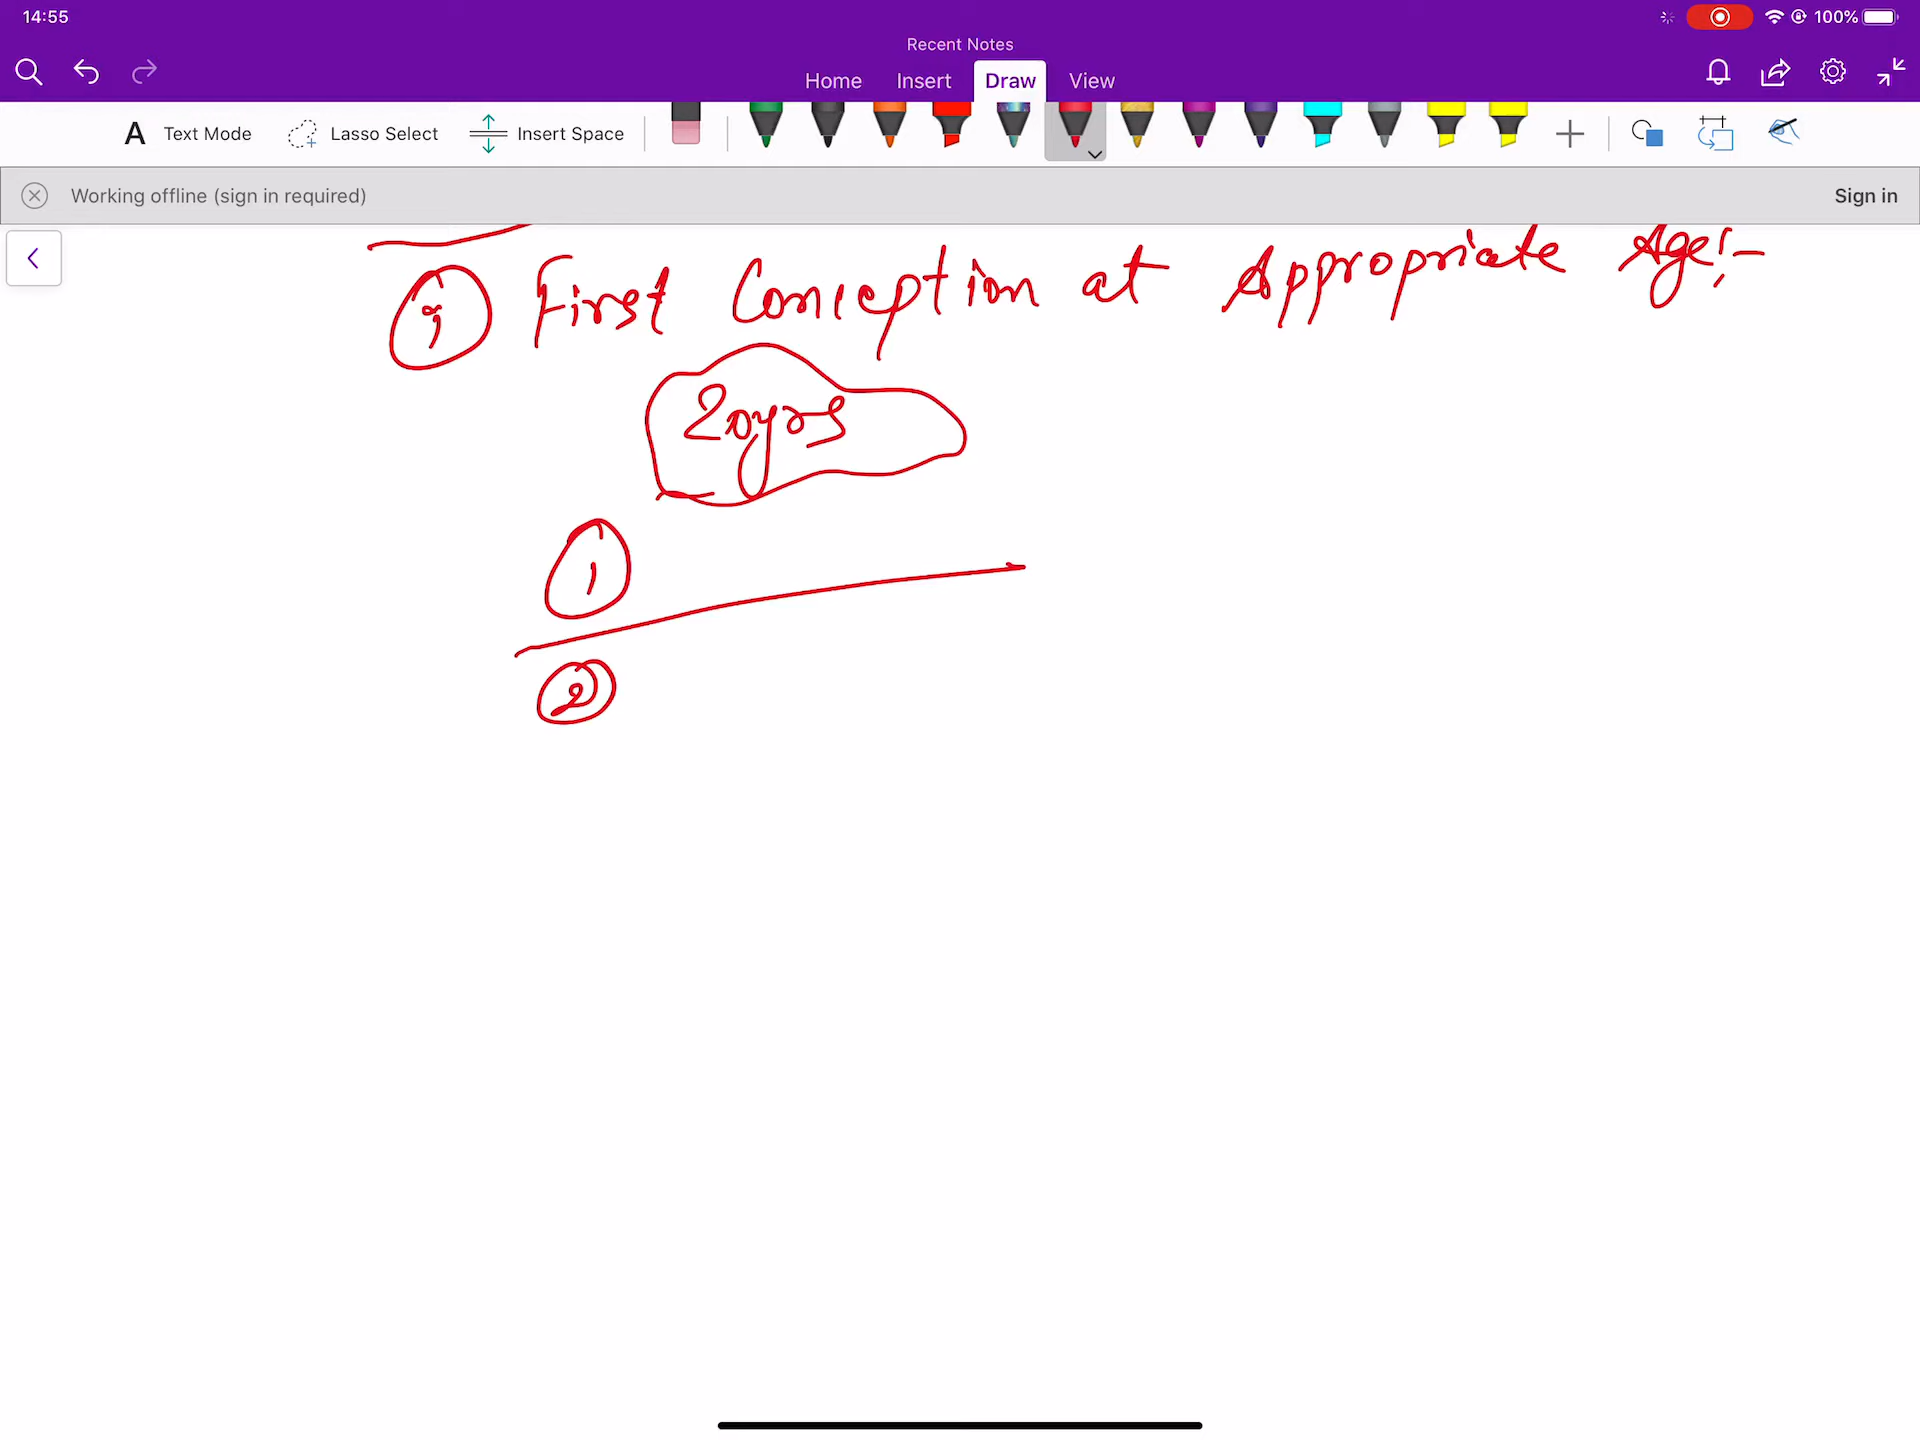 14:55
100%
Recent Notes
Home Insert Draw View
A Text Mode Lasso Select Insert Space
Working offline (sign in required) Sign in
First Conception at Appropriate Age:-
20yrs
1
2